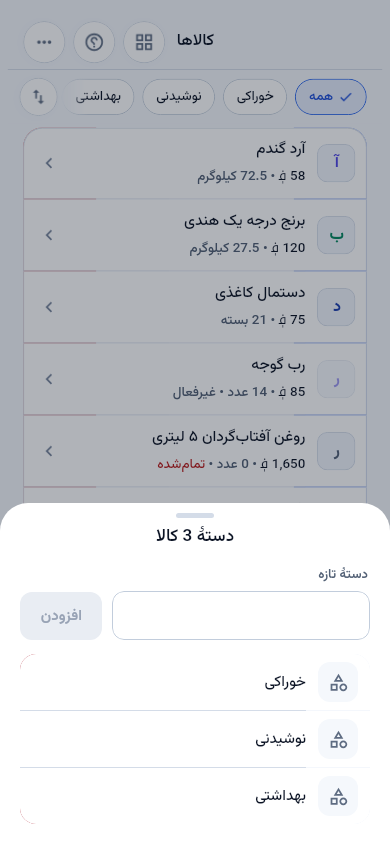 کالاها
همه
خوراکی
نوشیدنی
بهداشتی
آ
آرد گندم
58 ؋ • 72.5 کیلوگرم
ب
برنج درجه یک هندی
120 ؋ • 27.5 کیلوگرم
د
دستمال کاغذی
75 ؋ • 21 بسته
ر
رب گوجه
85 ؋ • 14 عدد • غیرفعال
ر
روغن آفتاب‌گردان ۵ لیتری
1,650 ؋ • 0 عدد • تمام‌شده
دستهٔ 3 کالا
دستهٔ تازه
افزودن
خوراکی
نوشیدنی
بهداشتی